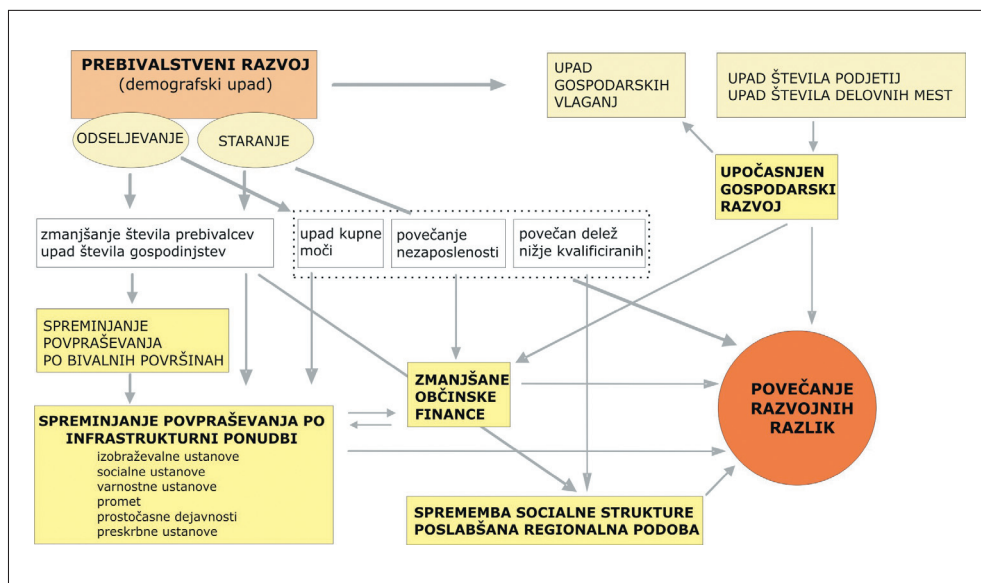 PREBIVALSTVENI RAZVOJ
(demografski upad)
ODSELJEVANJE
STARANJE
UPAD
GOSPODARSKIH
VLAGANJ
UPAD ŠTEVILA PODJETIJ
UPAD ŠTEVILA DELOVNIH MEST
UPOČASNJEN
GOSPODARSKI
RAZVOJ
zmanjšanje števila prebivalcev
upad števila gospodinjstev
upad kupne
moči
povečanje
nezaposlenosti
povečan delež
nižje kvalificiranih
SPREMINJANJE
POVPRAŠEVANJA
PO BIVALNIH POVRŠINAH
ZMANJŠANE
OBČINSKE
FINANCE
POVEČANJE
RAZVOJNIH
RAZLIK
SPREMINJANJE POVPRAŠEVANJA PO
INFRASTRUKTURNI PONUDBI
izobraževalne ustanove
socialne ustanove
varnostne ustanove
promet
prostočasne dejavnosti
preskrbne ustanove
SPREMEMBA SOCIALNE STRUKTURE
POSLABŠANA REGIONALNA PODOBA